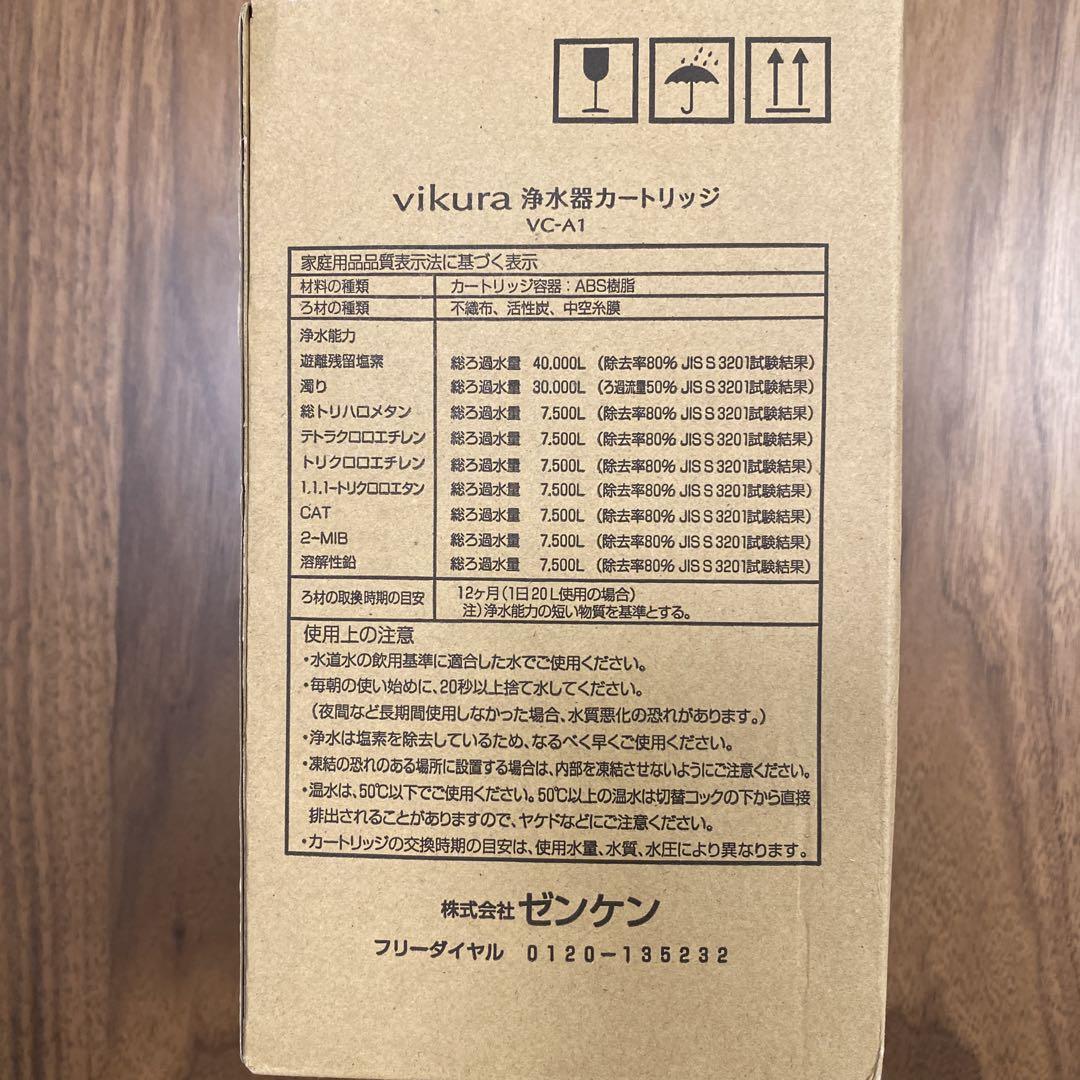 vikura 浄水器カートリッジ
VC-A1
家庭用品品質表示法に基づく表示
材料の種類 カートリッジ容器：ABS樹脂
ろ材の種類 不織布、活性炭、中空糸膜
浄水能力
遊離残留塩素 総ろ過水量 40.000L (除去率80% JIS S 3201試験結果)
濁り 総ろ過水量 30.000L (ろ過流量50% JIS S 3201試験結果)
総トリハロメタン 総ろ過水量 7.500L (除去率80% JIS S 3201試験結果)
テトラクロロエチレン 総ろ過水量 7.500L (除去率80% JIS S 3201試験結果)
トリクロロエチレン 総ろ過水量 7.500L (除去率80% JIS S 3201試験結果)
1.1.1-トリクロロエタン 総ろ過水量 7.500L (除去率80% JIS S 3201試験結果)
CAT 総ろ過水量 7.500L (除去率80% JIS S 3201試験結果)
2-MIB 総ろ過水量 7.500L (除去率80% JIS S 3201試験結果)
溶解性鉛 総ろ過水量 7.500L (除去率80% JIS S 3201試験結果)
ろ材の取換時期の目安 12ヶ月(1日20L使用の場合)
注)浄水能力の短い物質を基準とする。
使用上の注意
・水道水の飲用基準に適合した水でご使用ください。
・毎朝の使い始めに、20秒以上捨て水してください。
(夜間など長期間使用しなかった場合、水質悪化の恐れがあります。)
・浄水は塩素を除去しているため、なるべく早くご使用ください。
・凍結の恐れのある場所に設置する場合は、内部を凍結させないようにご注意ください。
・温水は、50℃以下でご使用ください。50℃以上の温水は切替コックの下から直接
排出されることがありますので、ヤケドなどにご注意ください。
・カートリッジの交換時期の目安は、使用水量、水質、水圧により異なります。
株式会社ゼンケン
フリーダイヤル 0120-135232